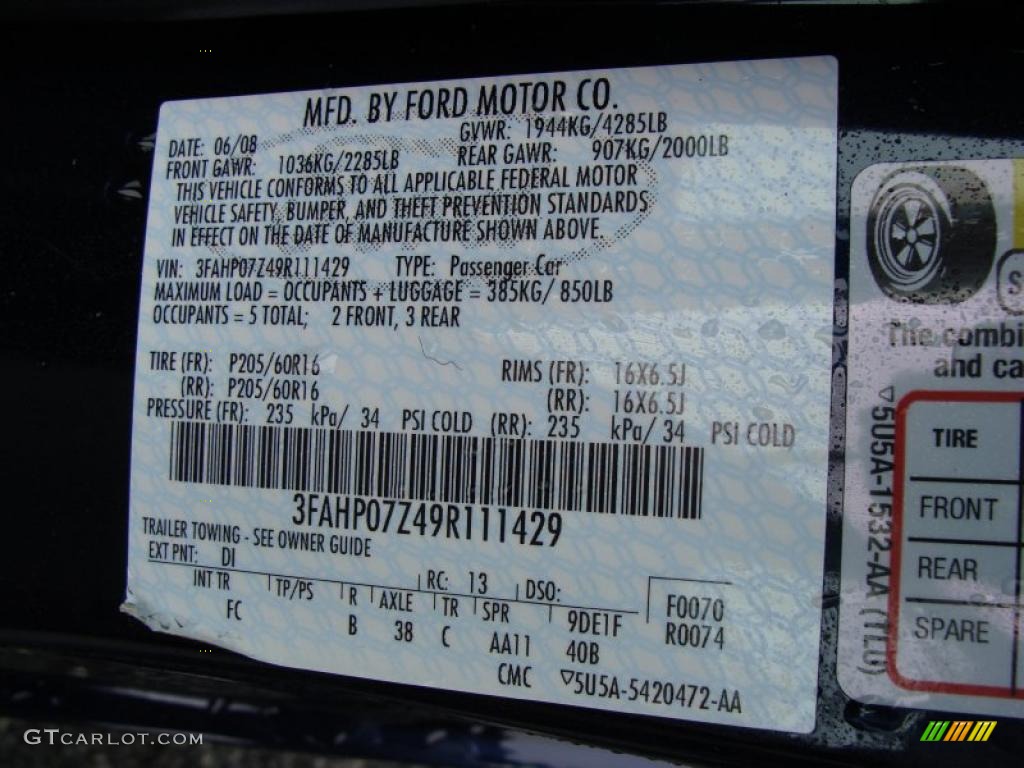 MFD. BY FORD MOTOR CO.
DATE: 06/08 GVWR: 1944KG/4285LB
FRONT GAWR: 1036KG/2285LB REAR GAWR: 907KG/2000LB
THIS VEHICLE CONFORMS TO ALL APPLICABLE FEDERAL MOTOR
VEHICLE SAFETY, BUMPER, AND THEFT PREVENTION STANDARDS
IN EFFECT ON THE DATE OF MANUFACTURE SHOWN ABOVE.
VIN: 3FAHP07Z49R111429 TYPE: Passenger Car
MAXIMUM LOAD = OCCUPANTS + LUGGAGE = 385KG/ 850LB
OCCUPANTS = 5 TOTAL; 2 FRONT, 3 REAR
TIRE (FR): P205/60R16 RIMS (FR): 16X6.5J
(RR): P205/60R16 (RR): 16X6.5J
PRESSURE (FR): 235 kPa/ 34 PSI COLD (RR): 235 kPa/ 34 PSI COLD
3FAHP07Z49R111429
TRAILER TOWING - SEE OWNER GUIDE
EXT PNT: DI RC: 13 DSO: F0070
INT TR TP/PS R AXLE TR SPR 9DE1F R0074
FC B 38 C AA11 40B
CMC ▽5U5A-5420472-AA
The combi
and ca
▽5U5A-1532-AA (TLU)
TIRE
FRONT
REAR
SPARE
GTCARLOT.COM